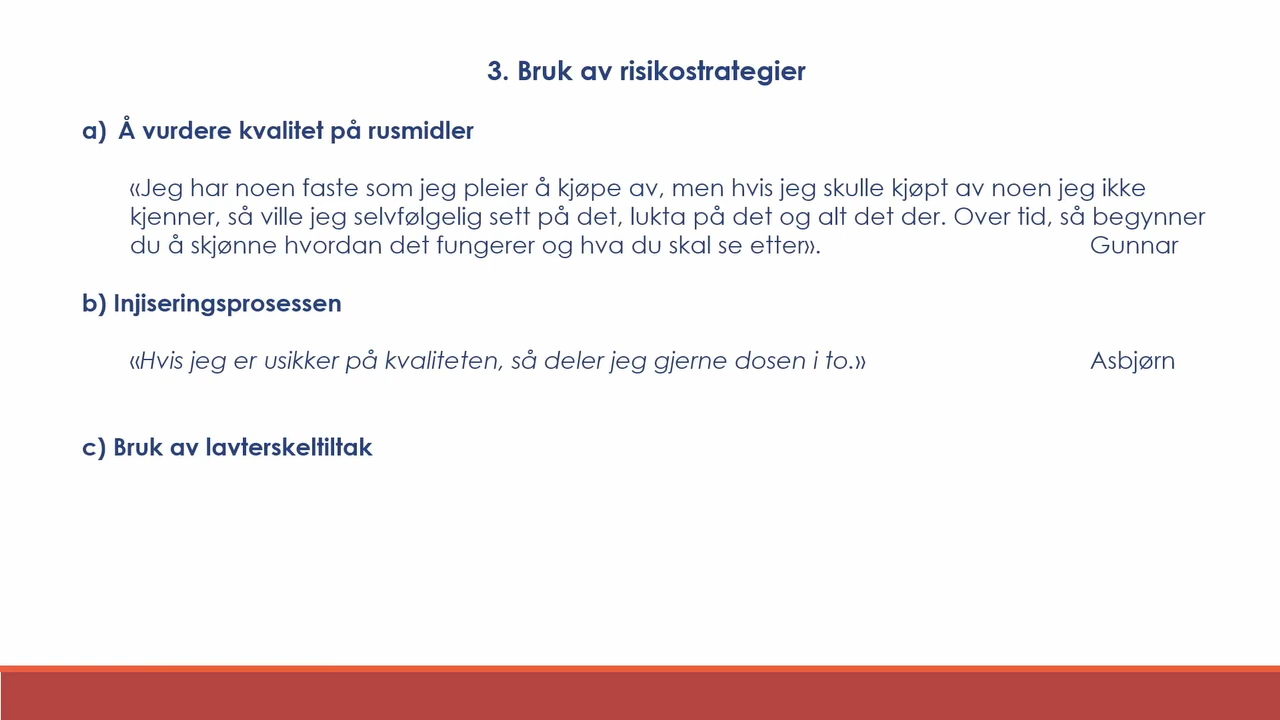 3. Bruk av risikostrategier
a) Å vurdere kvalitet på rusmidler
«Jeg har noen faste som jeg pleier å kjøpe av, men hvis jeg skulle kjøpt av noen jeg ikke
kjenner, så ville jeg selvfølgelig sett på det, lukta på det og alt det der. Over tid, så begynner
du å skjønne hvordan det fungerer og hva du skal se etter». Gunnar
b) Injiseringsprosessen
«Hvis jeg er usikker på kvaliteten, så deler jeg gjerne dosen i to.» Asbjørn
c) Bruk av lavterskeltiltak